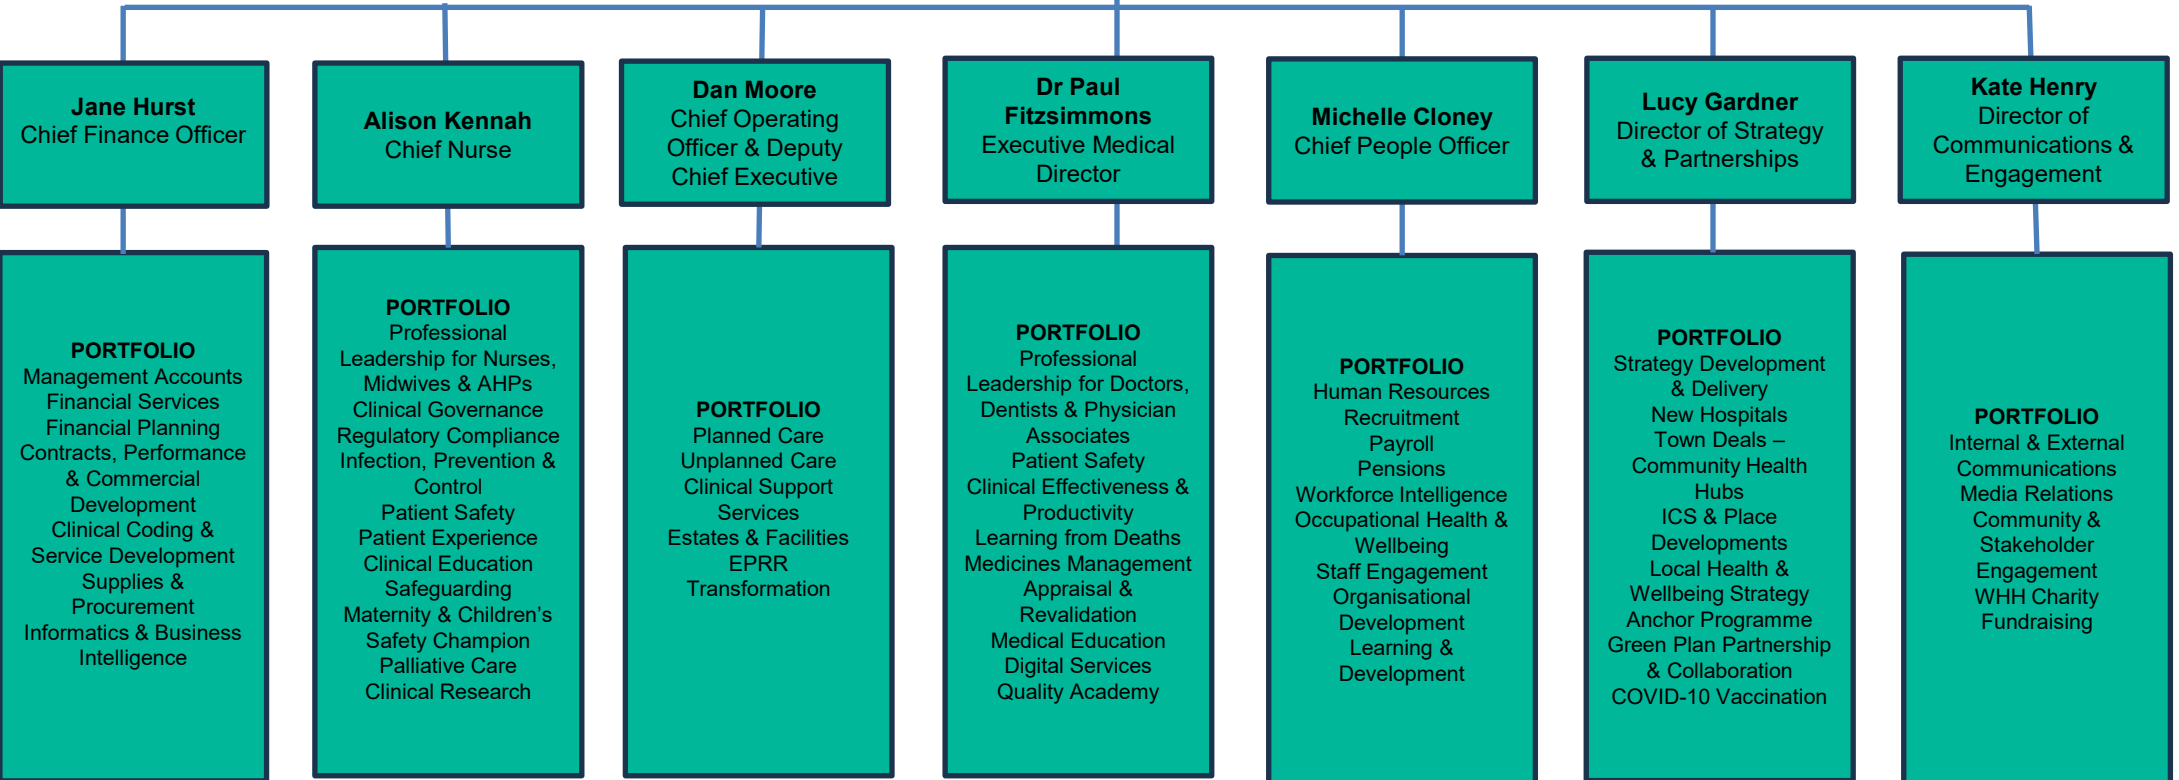 Jane Hurst
Chief Finance Officer
Alison Kennah
Chief Nurse
Dan Moore
Chief Operating
Officer & Deputy
Chief Executive
Dr Paul
Fitzsimmons
Executive Medical
Director
Michelle Cloney
Chief People Officer
Lucy Gardner
Director of Strategy
& Partnerships
Kate Henry
Director of
Communications &
Engagement
PORTFOLIO
Management Accounts
Financial Services
Financial Planning
Contracts, Performance
& Commercial
Development
Clinical Coding &
Service Development
Supplies &
Procurement
Informatics & Business
Intelligence
PORTFOLIO
Professional
Leadership for Nurses,
Midwives & AHPs
Clinical Governance
Regulatory Compliance
Infection, Prevention &
Control
Patient Safety
Patient Experience
Clinical Education
Safeguarding
Maternity & Children’s
Safety Champion
Palliative Care
Clinical Research
PORTFOLIO
Planned Care
Unplanned Care
Clinical Support
Services
Estates & Facilities
EPRR
Transformation
PORTFOLIO
Professional
Leadership for Doctors,
Dentists & Physician
Associates
Patient Safety
Clinical Effectiveness &
Productivity
Learning from Deaths
Medicines Management
Appraisal &
Revalidation
Medical Education
Digital Services
Quality Academy
PORTFOLIO
Human Resources
Recruitment
Payroll
Pensions
Workforce Intelligence
Occupational Health &
Wellbeing
Staff Engagement
Organisational
Development
Learning &
Development
PORTFOLIO
Strategy Development
& Delivery
New Hospitals
Town Deals –
Community Health
Hubs
ICS & Place
Developments
Local Health &
Wellbeing Strategy
Anchor Programme
Green Plan Partnership
& Collaboration
COVID-10 Vaccination
PORTFOLIO
Internal & External
Communications
Media Relations
Community &
Stakeholder
Engagement
WHH Charity
Fundraising